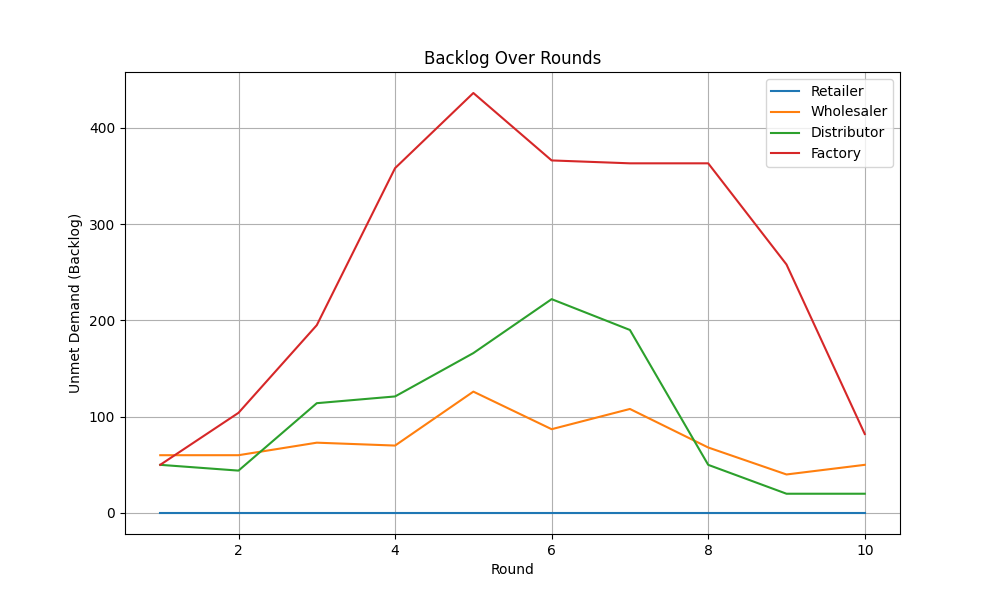 Backlog Over Rounds
Retailer
Wholesaler
Distributor
Factory
Unmet Demand (Backlog)
400
300
200
100
0
2 4 6 8 10
Round